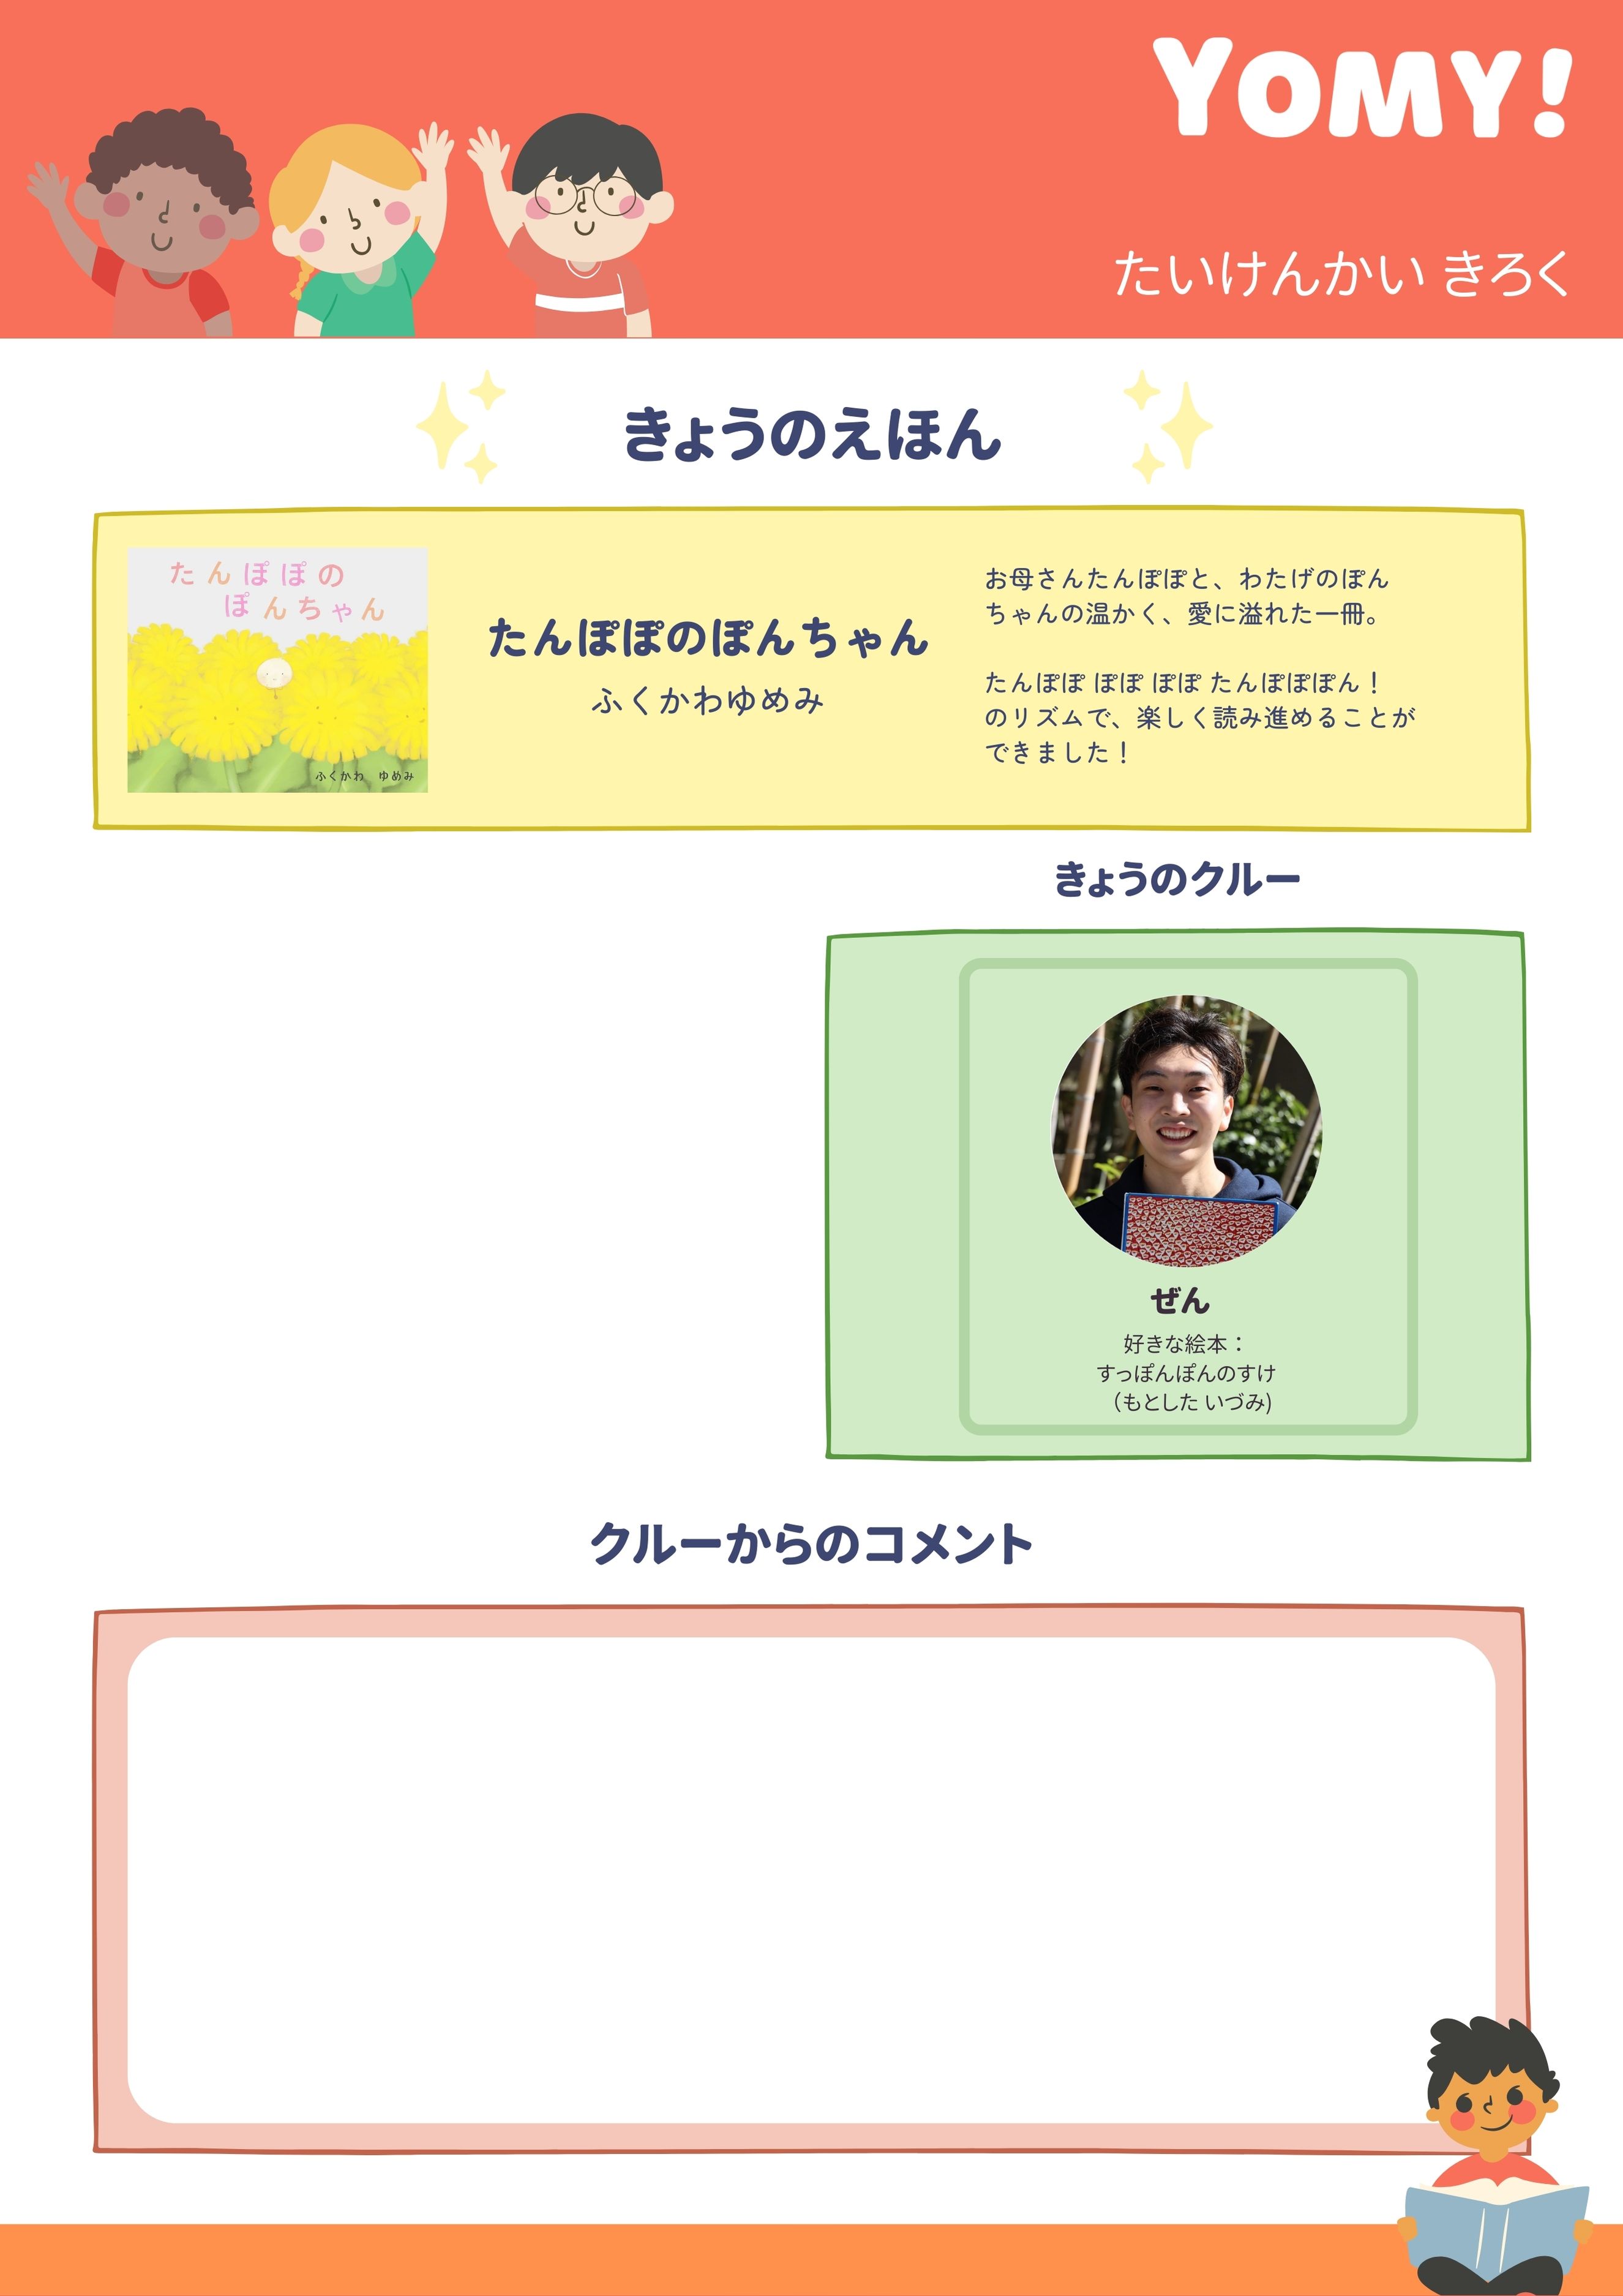 YOMY!
たいけんかい きろく
きょうのえほん
たんぽぽの
ぽんちゃん
ふくかわ ゆめみ
たんぽぽのぽんちゃん
ふくかわゆめみ
お母さんたんぽぽと、わたげのぽん
ちゃんの温かく、愛に溢れた一冊。
たんぽぽ ぽぽ ぽぽ たんぽぽぽん！
のリズムで、楽しく読み進めることが
できました！
きょうのクルー
ぜん
好きな絵本：
すっぽんぽんのすけ
（もとした いづみ)
クルーからのコメント